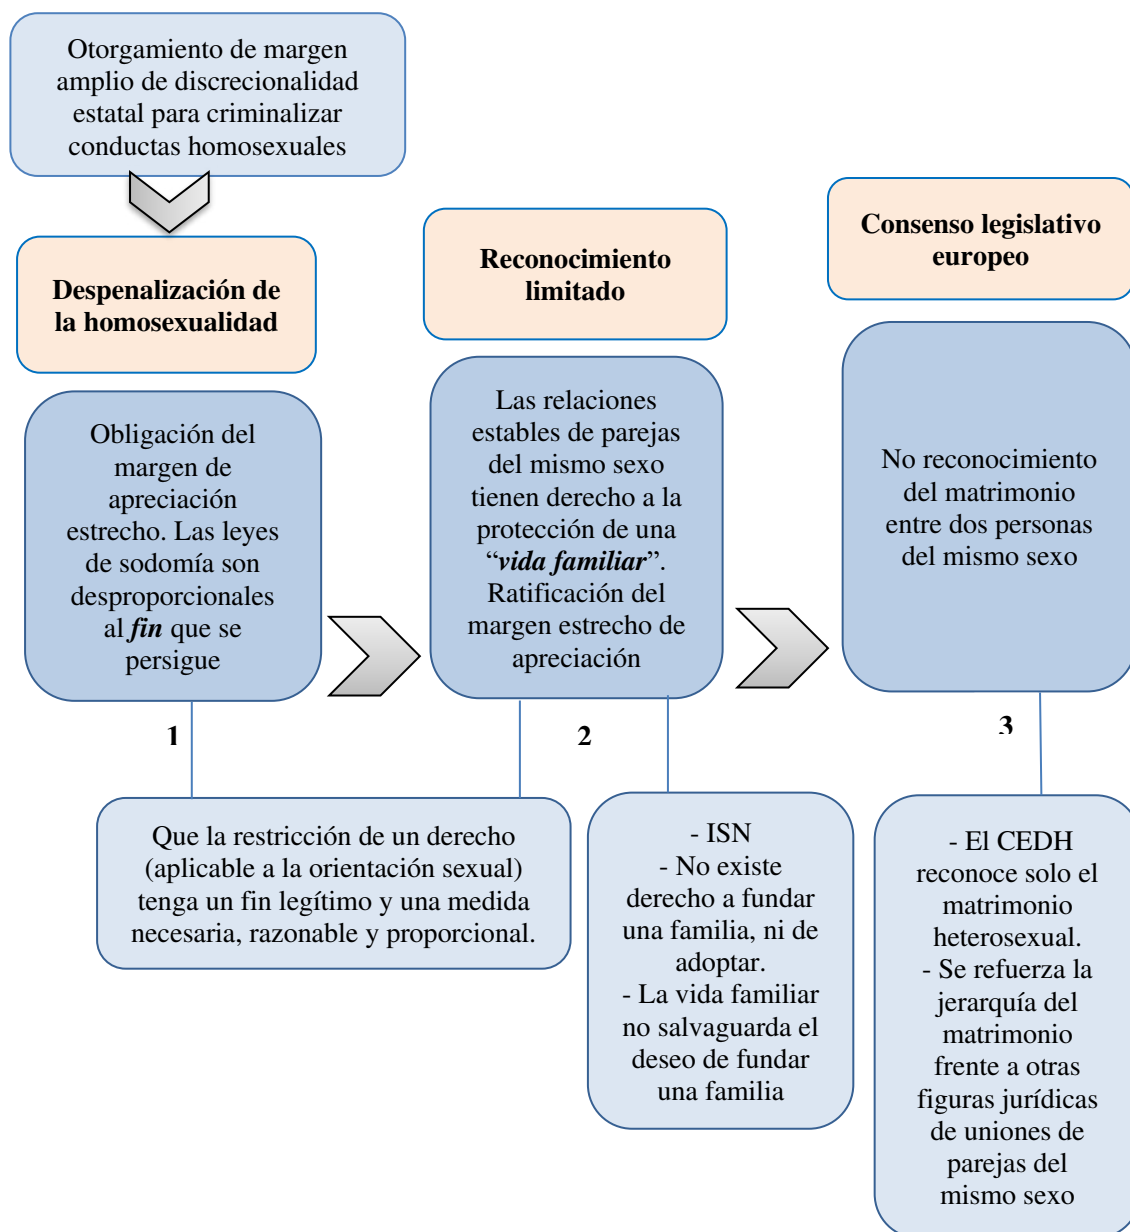 Otorgamiento de margen
amplio de discrecionalidad
estatal para criminalizar
conductas homosexuales
Despenalización de
la homosexualidad
Obligación del
margen de
apreciación
estrecho. Las leyes
de sodomía son
desproporcionales
al fin que se
persigue
1
Reconocimiento
limitado
Las relaciones
estables de parejas
del mismo sexo
tienen derecho a la
protección de una
“vida familiar”.
Ratificación del
margen estrecho de
apreciación
2
Consenso legislativo
europeo
No reconocimiento
del matrimonio
entre dos personas
del mismo sexo
3
Que la restricción de un derecho
(aplicable a la orientación sexual)
tenga un fin legítimo y una medida
necesaria, razonable y proporcional.
- ISN
- No existe
derecho a fundar
una familia, ni de
adoptar.
- La vida familiar
no salvaguarda el
deseo de fundar
una familia
- El CEDH
reconoce solo el
matrimonio
heterosexual.
- Se refuerza la
jerarquía del
matrimonio
frente a otras
figuras jurídicas
de uniones de
parejas del
mismo sexo